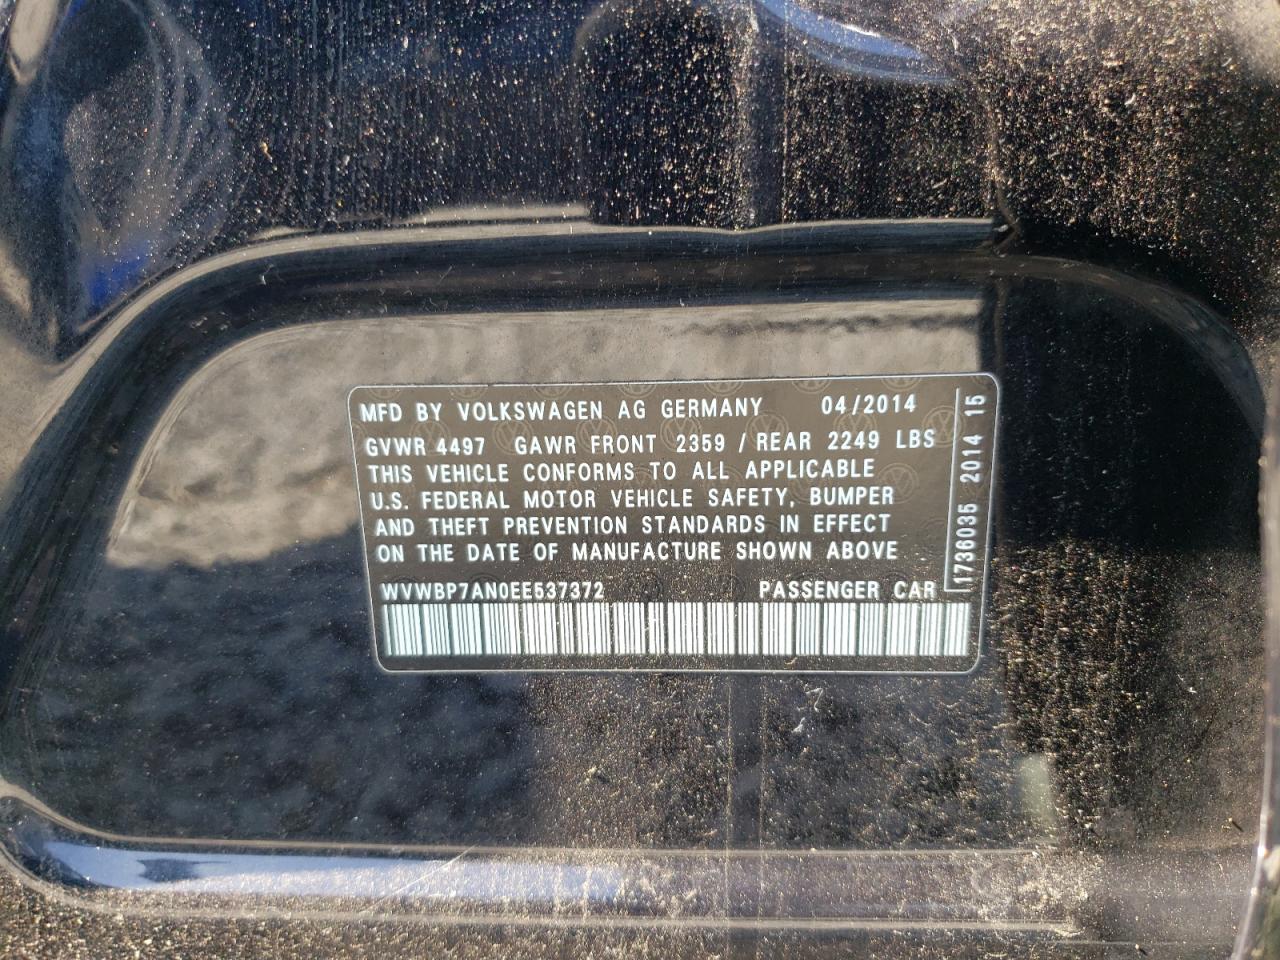 MFD BY VOLKSWAGEN AG GERMANY 04/2014
GVWR 4497 GAWR FRONT 2359 / REAR 2249 LBS
THIS VEHICLE CONFORMS TO ALL APPLICABLE
U.S. FEDERAL MOTOR VEHICLE SAFETY, BUMPER
AND THEFT PREVENTION STANDARDS IN EFFECT
ON THE DATE OF MANUFACTURE SHOWN ABOVE
WVWBP7AN0EE537372 PASSENGER CAR
1736035 2014 15